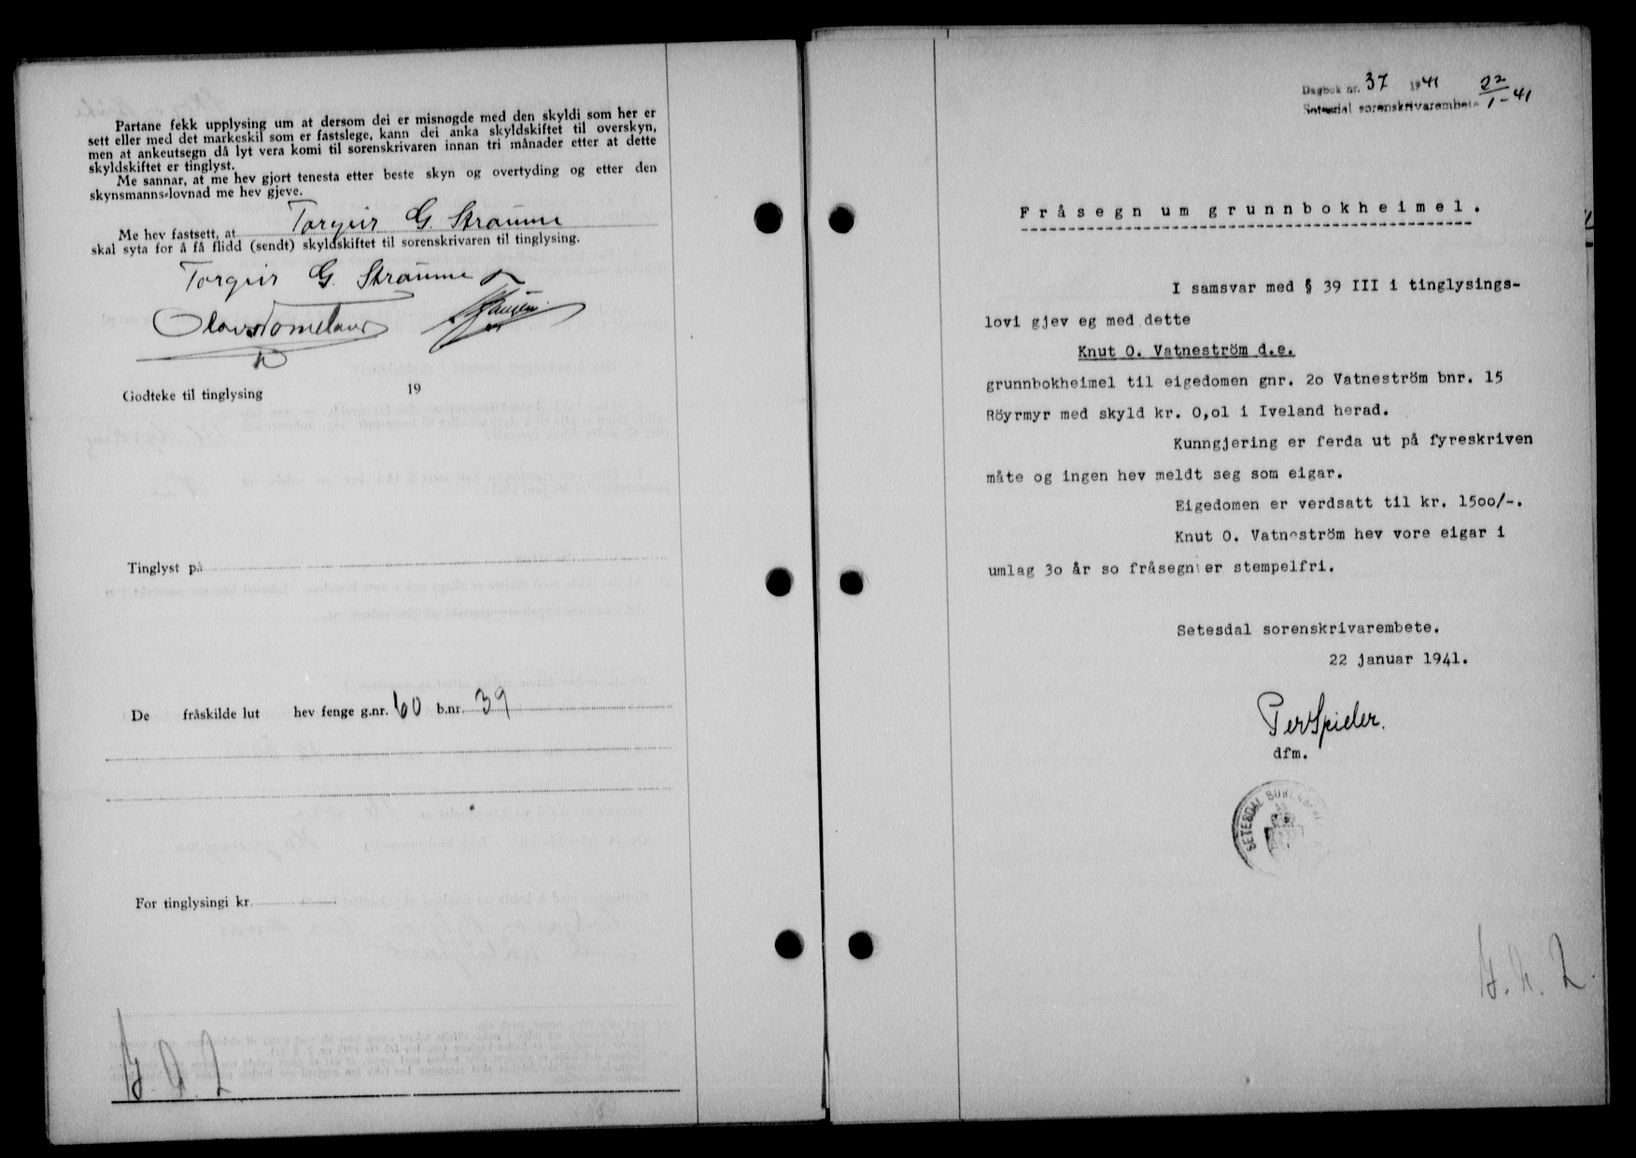 Partane fekk upplysing um at dersom dei er misnøgde med den skyldi som her er
sett eller med det markeskil som er fastslege, kann dei anka skyldskiftet til overskyn,
men at ankeutsegn då lyt vera komi til sorenskrivaren innan tri månader etter at dette
skyldskiftet er tinglyst.
Me sannar, at me hev gjort tenesta etter beste skyn og overtyding og etter den
skynsmanns-lovnad me hev gjeve.
Me hev fastsett, at Torgeir G. Straume
skal syta for å få flidd (sendt) skyldskiftet til sorenskrivaren til tinglysing.
Torgeir G. Straume
Godteke til tinglysing 19
Tinglyst på
De fråskilde lut hev fenge g.nr. 60 b.nr. 39
For tinglysingi kr.
Dagbok nr. 37 1941 22/1-41
Setesdal sorenskrivarembete
Fråsegn um grunnbokheimel.
I samsvar med § 39 III i tinglysings-
lovi gjev eg med dette
Knut O. Vatneström d.e.
grunnbokheimel til eigedomen gnr. 2o Vatneström bnr. 15
Röyrmyr med skyld kr. 0,o1 i Iveland herad.
Kunngjering er ferda ut på fyreskriven
måte og ingen hev meldt seg som eigar.
Eigedomen er verdsatt til kr. 15oo/-.
Knut O. Vatneström hev vore eigar i
umlag 3o år so fråsegni er stempelfri.
Setesdal sorenskrivarembete.
22 januar 1941.
Per Spieler.
dfm.
SETESDAL